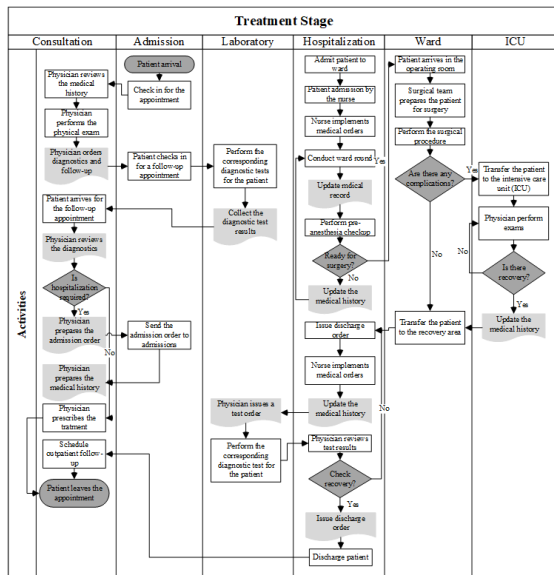 Treatment Stage
Consultation
Admission
Laboratory
Hospitalization
Ward
ICU
Activities
Physician reviews
the medical
history
Physician
performs the
physical exam
Physician orders
diagnostics and
follow-up
Patient arrives for
the follow-up
appointment
Physician reviews
the diagnostics
Is
hospitalization
required?
Yes
No
Physician
prepares the
admission order
Physician
prepares the
medical history
Physician
prescribes the
tratment
Schedule
outpatient follow-
up
Patient leaves the
appointment
Patient arrival
Check in for the
appointment
Patient checks in
for a follow-up
appointment
Send the
admission order to
admissions
Perform the
corresponding
diagnostic tests
for the patient
Collect the
diagnostic test
results
Physician issues a
test order
Perform the
corresponding
diagnostic test for
the patient
Admit patient to
ward
Patient admission by
the nurse
Nurse implements
medical orders
Conduct ward round
Update mdical
record
Perform pre-
anesthesia checkup
Ready for
surgery?
Yes
No
Update the
medical history
Issue discharge
order
Nurse implements
medical orders
Update the
medical history
Physician reviews
test results
Check
recovery?
No
Yes
Issue discharge
order
Discharge patient
Patient arrives in the
operating room
Surgical team
prepares the patient
for surgery
Perform the surgical
procedure
Are there any
complications?
Yes
No
Transfer the patient
to the recovery area
Transfer the patient
to the intensive care
unit (ICU)
Physician perform
exams
Is there
recovery?
No
Yes
Update the
medical history